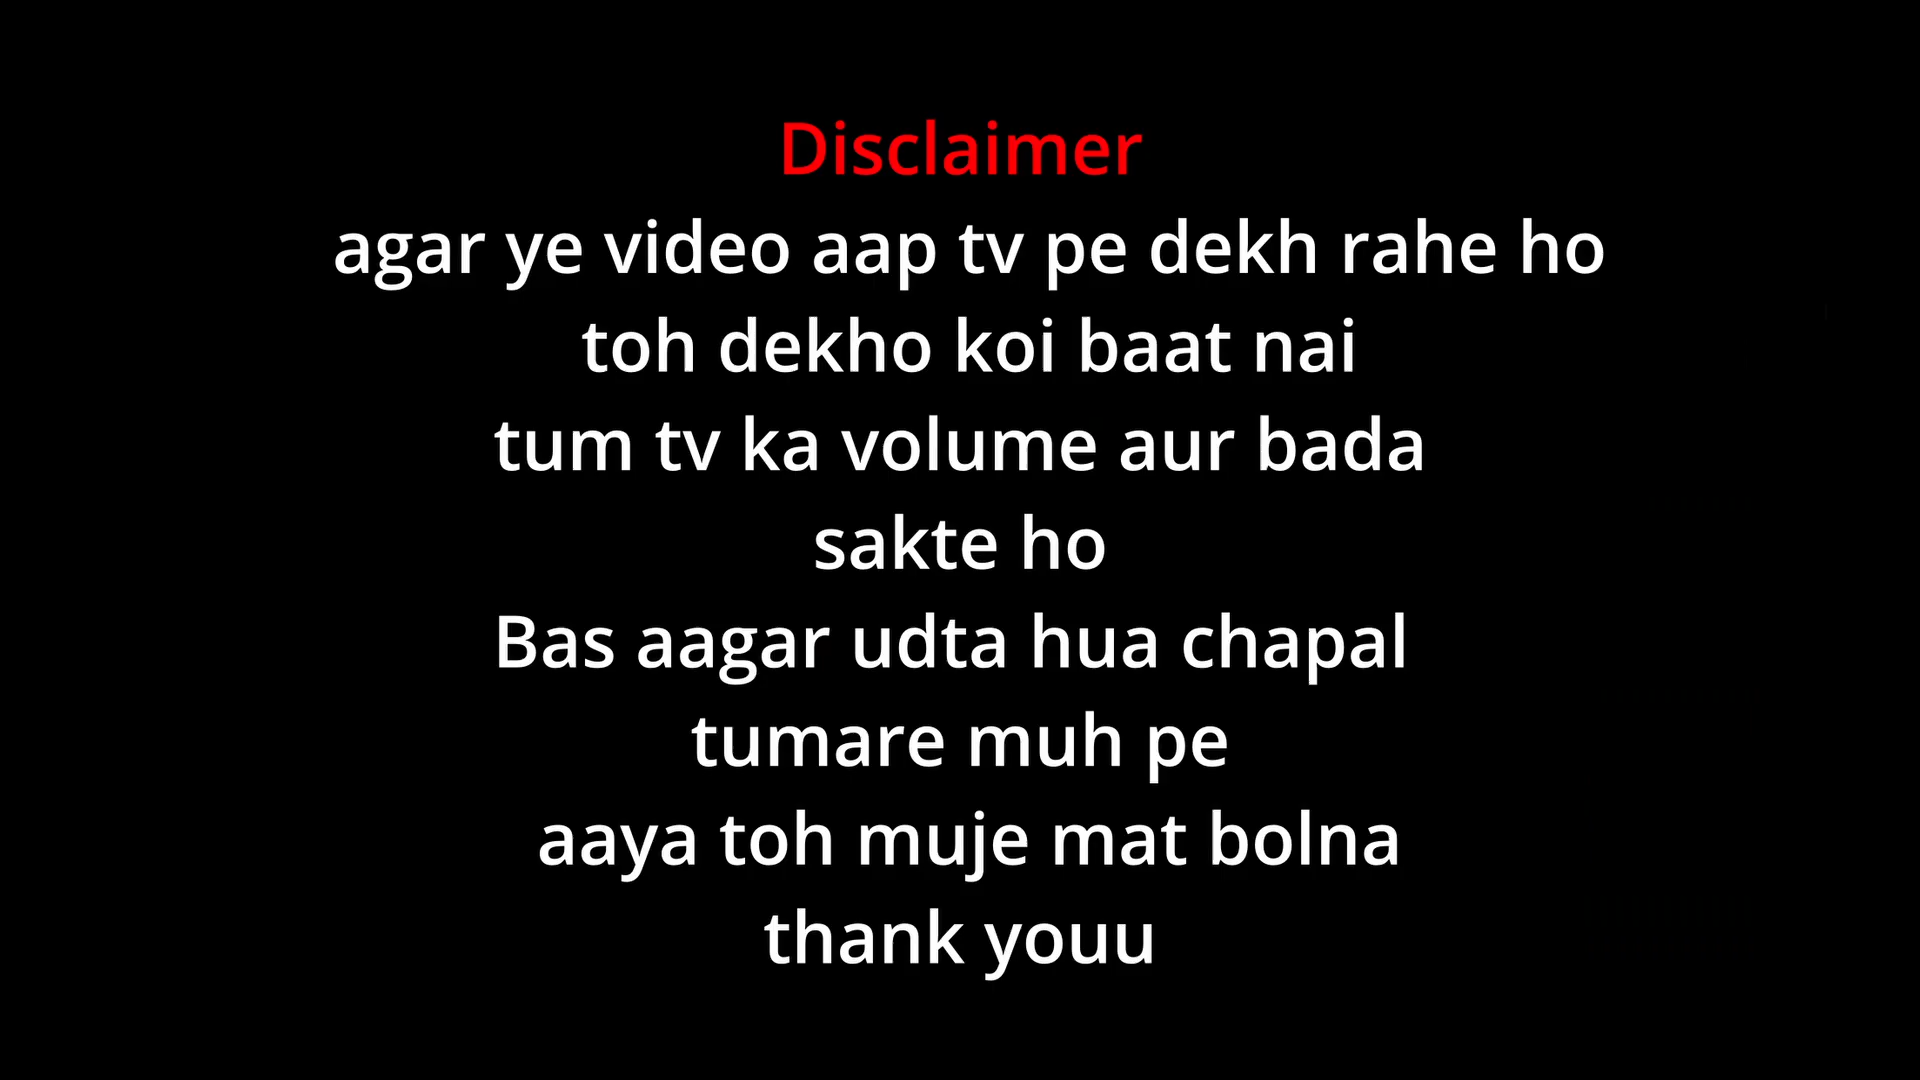 Disclaimer
agar ye video aap tv pe dekh rahe ho
toh dekho koi baat nai
tum tv ka volume aur bada
sakte ho
Bas aagar udta hua chapal
tumare muh pe
aaya toh muje mat bolna
thank youu